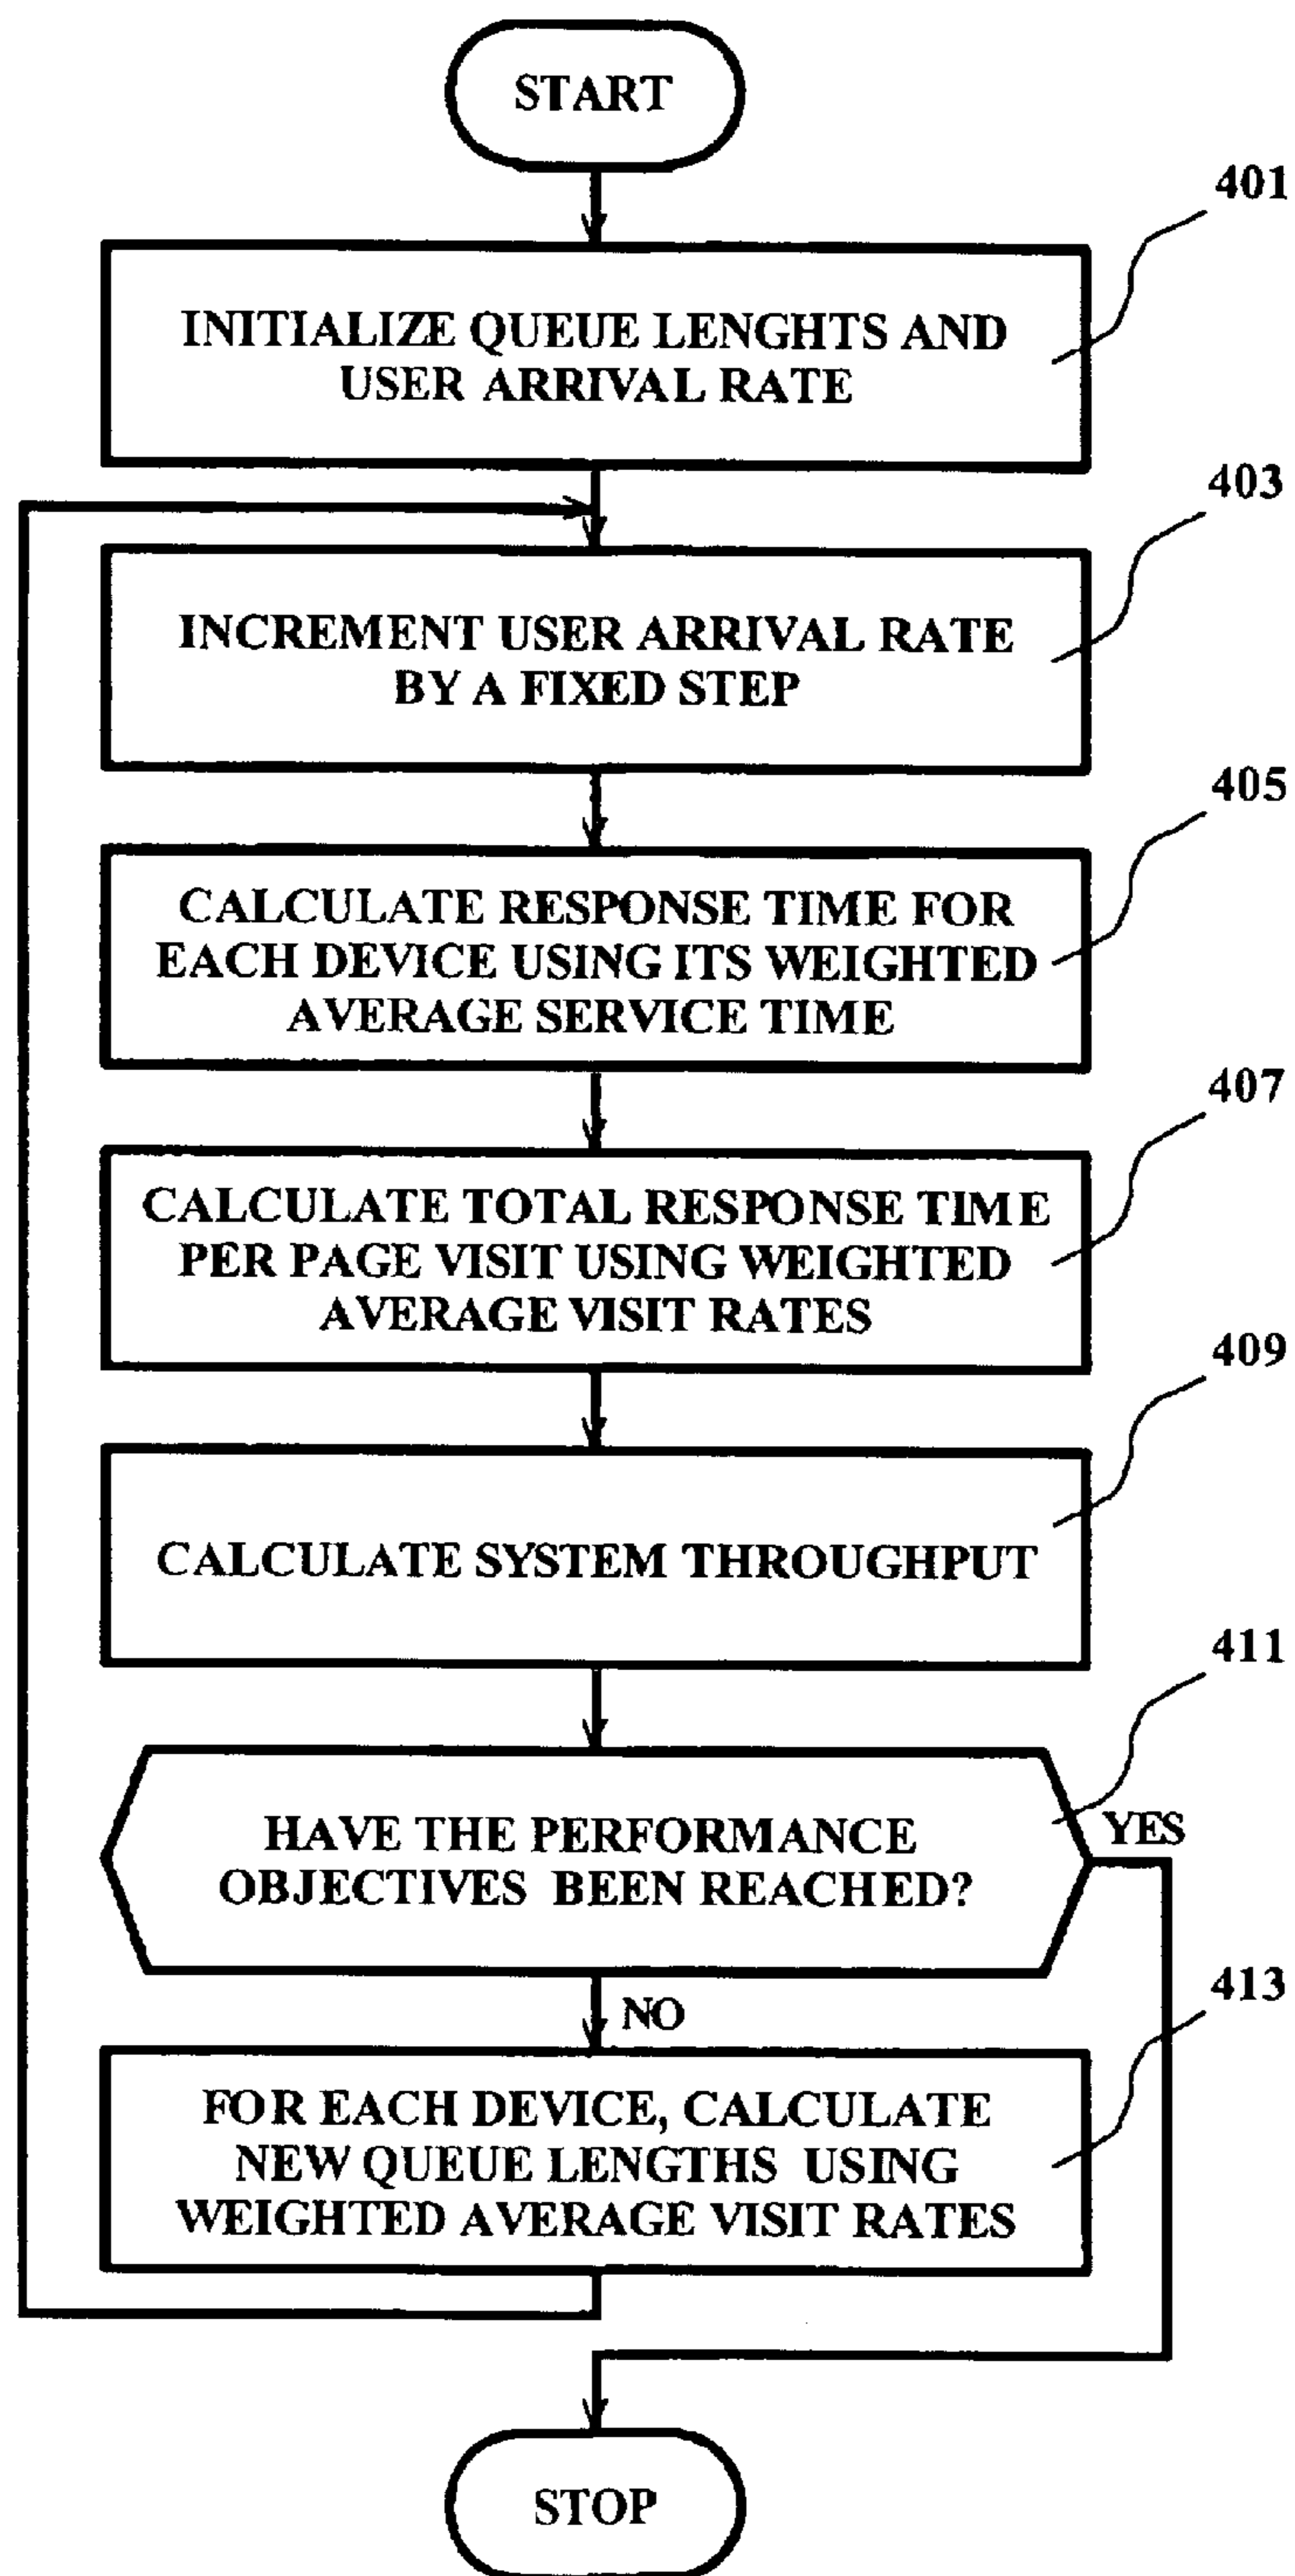 START
401
INITIALIZE QUEUE LENGHTS AND
USER ARRIVAL RATE
403
INCREMENT USER ARRIVAL RATE
BY A FIXED STEP
405
CALCULATE RESPONSE TIME FOR
EACH DEVICE USING ITS WEIGHTED
AVERAGE SERVICE TIME
407
CALCULATE TOTAL RESPONSE TIME
PER PAGE VISIT USING WEIGHTED
AVERAGE VISIT RATES
409
CALCULATE SYSTEM THROUGHPUT
411
HAVE THE PERFORMANCE
OBJECTIVES BEEN REACHED?
YES
NO
413
FOR EACH DEVICE, CALCULATE
NEW QUEUE LENGTHS USING
WEIGHTED AVERAGE VISIT RATES
STOP